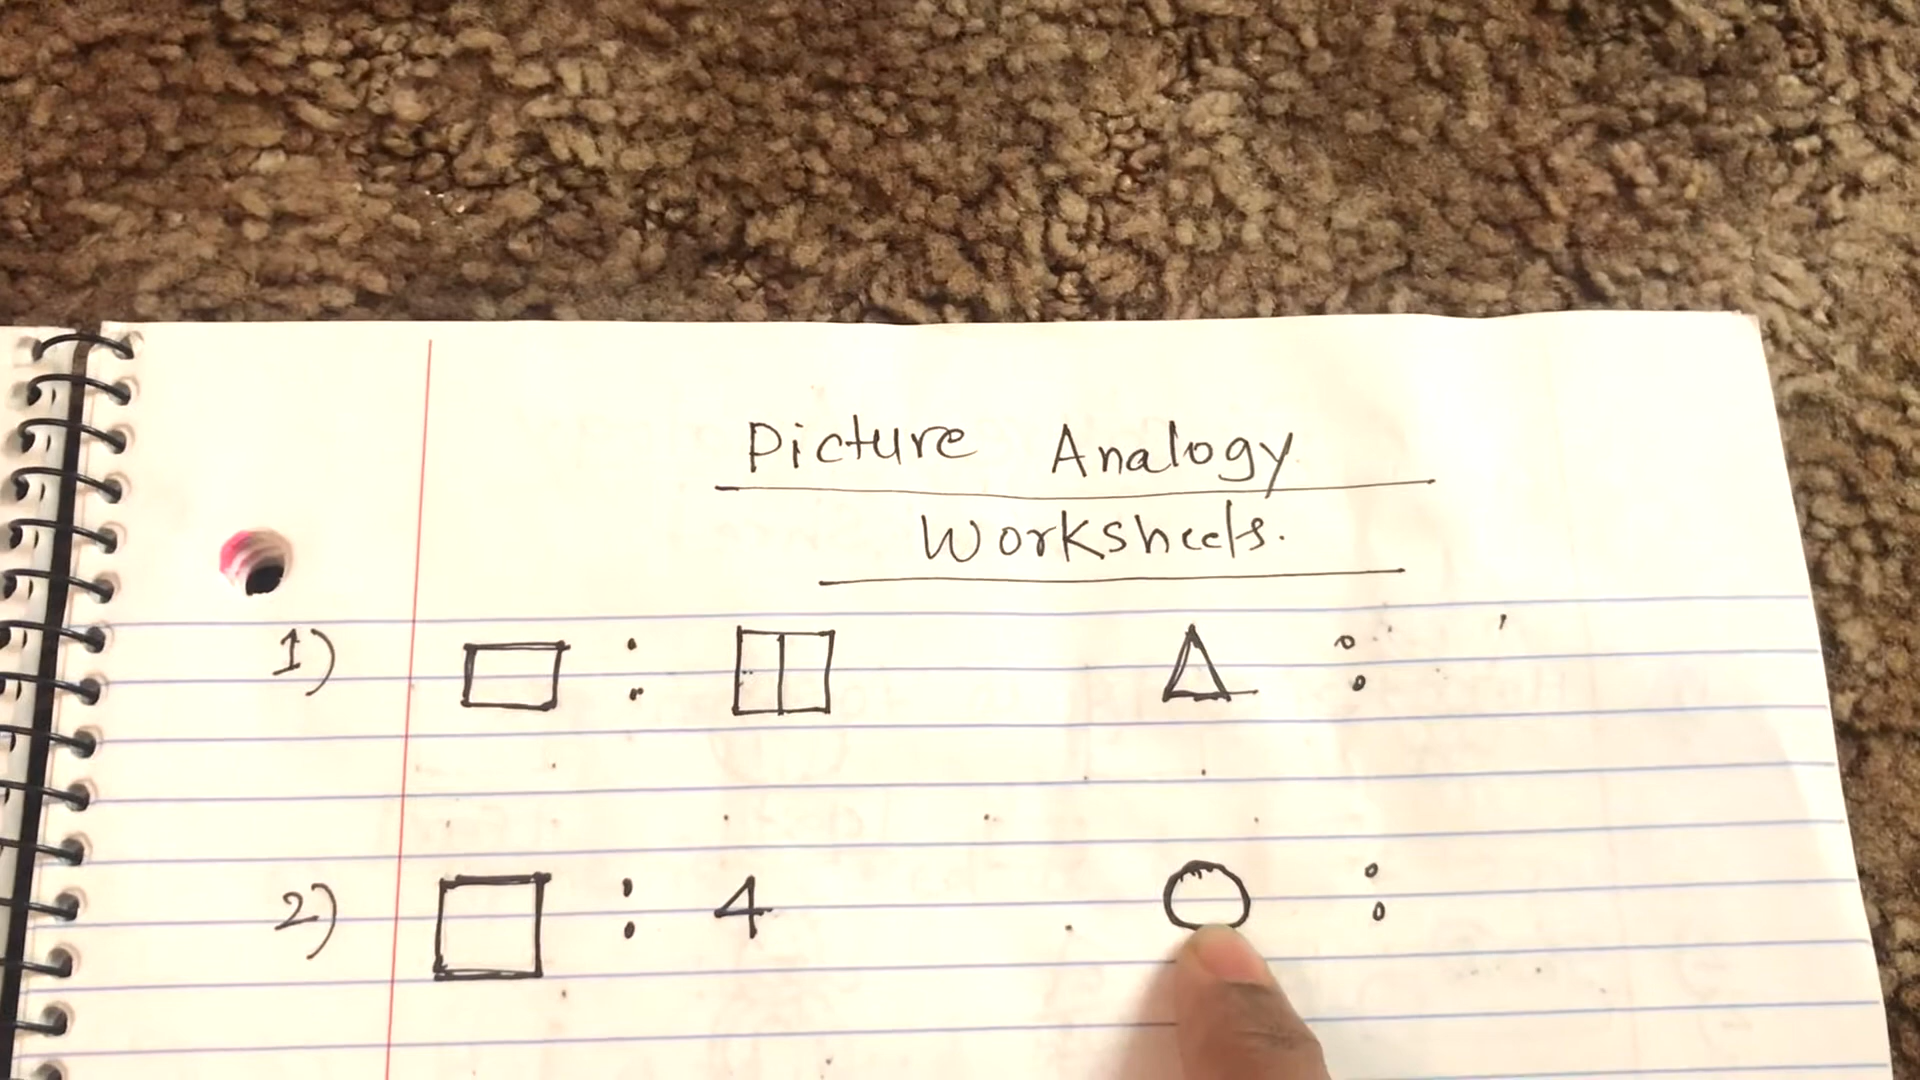 Picture Analogy
Worksheets.
1) : :
2) : 4 :